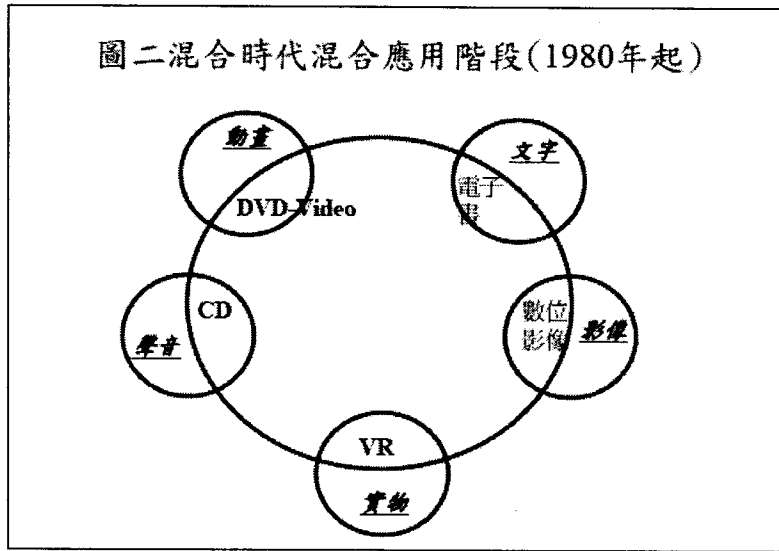 圖二混合時代混合應用階段(1980年起)
動畫
DVD-Video
文字
電子
書
CD
聲音
數位
影像
影像
VR
實物